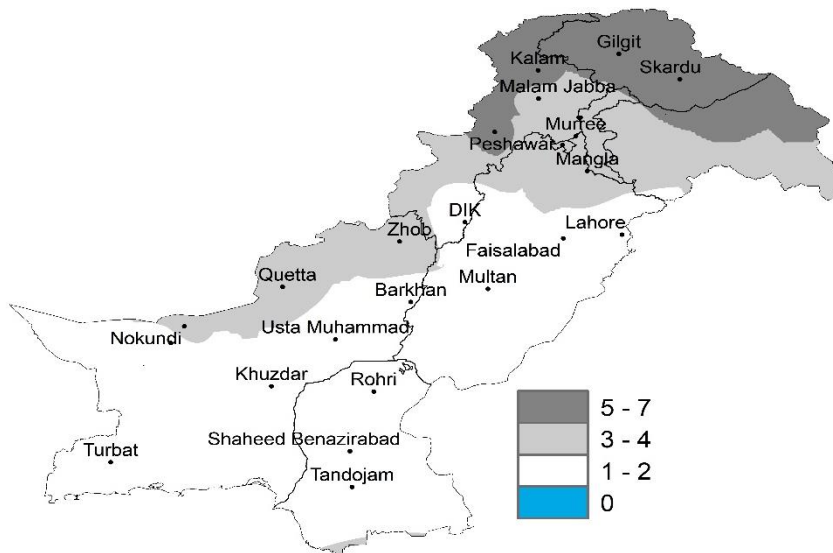 Gilgit
Kalam
Skardu
Malam Jabba
Murree
Peshawar
Mangla
DIK
Lahore
Zhob
Faisalabad
Quetta
Multan
Barkhan
Usta Muhammad
Nokundi
Khuzdar
Rohri
5 - 7
3 - 4
Shaheed Benazirabad
Turbat
1 - 2
Tandojam
0